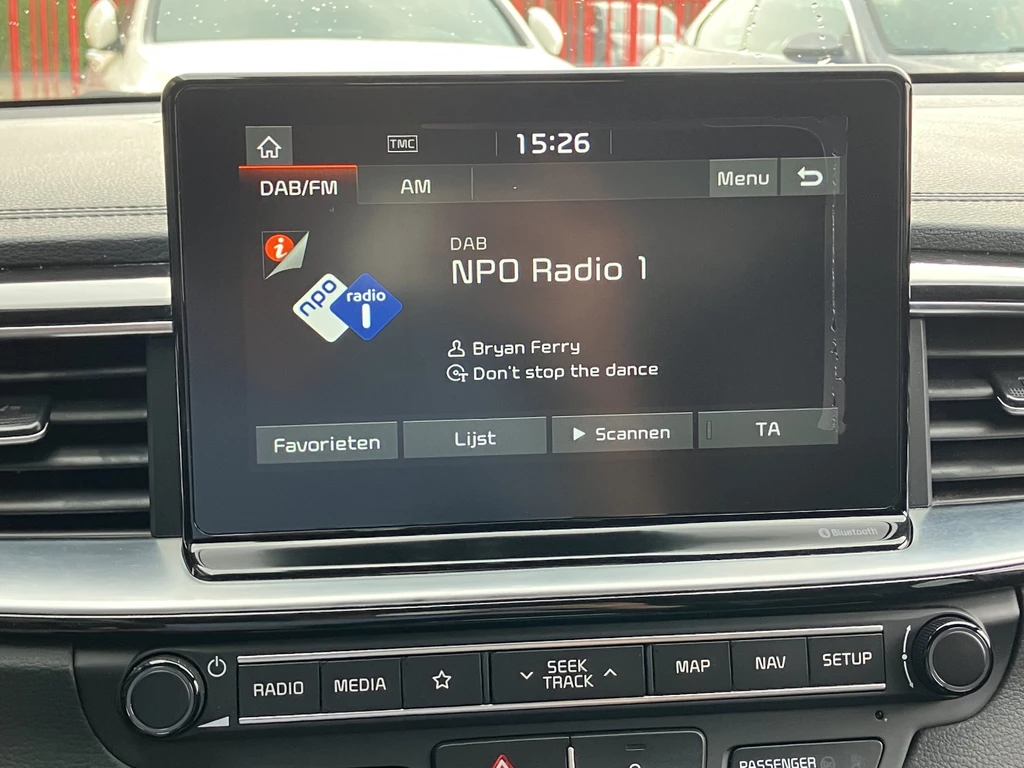 TMC
15:26
DAB/FM
AM
Menu
i
DAB
NPO Radio 1
npo
radio
1
Bryan Ferry
Don't stop the dance
Favorieten
Lijst
Scannen
TA
Bluetooth
RADIO
MEDIA
SEEK
TRACK
MAP
NAV
SETUP
PASSENGER